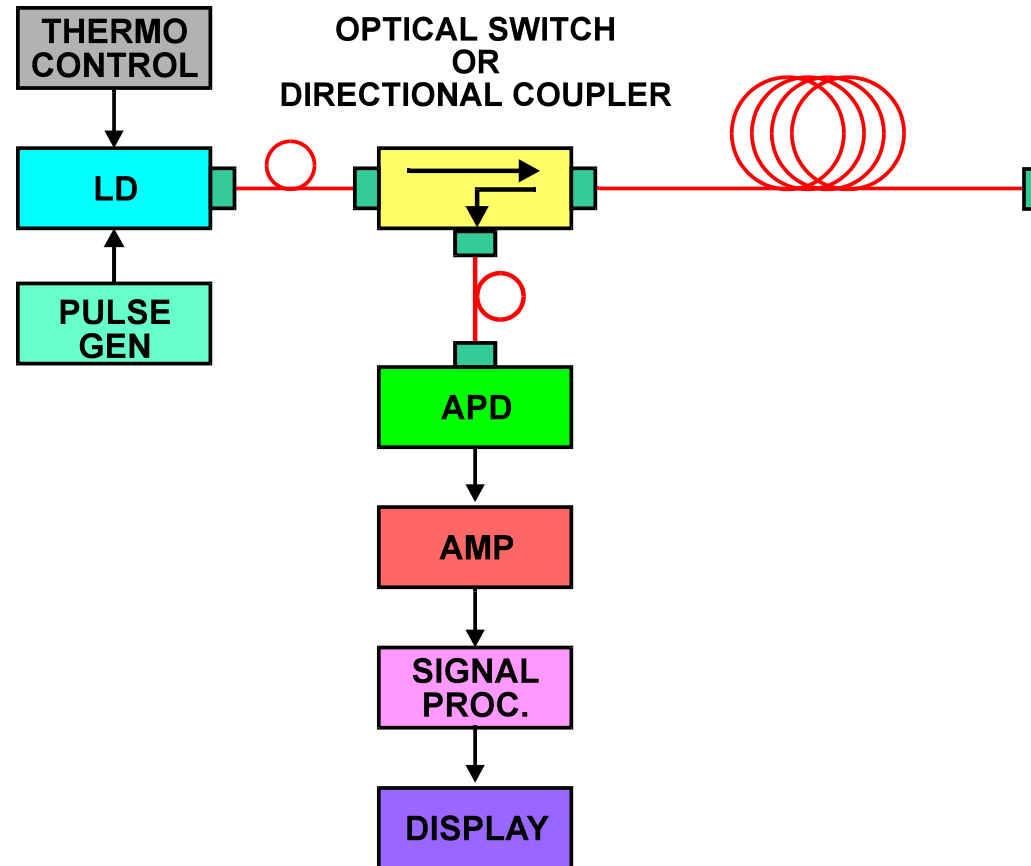 THERMO
CONTROL
OPTICAL SWITCH
OR
DIRECTIONAL COUPLER
LD
PULSE
GEN
APD
AMP
SIGNAL
PROC.
DISPLAY